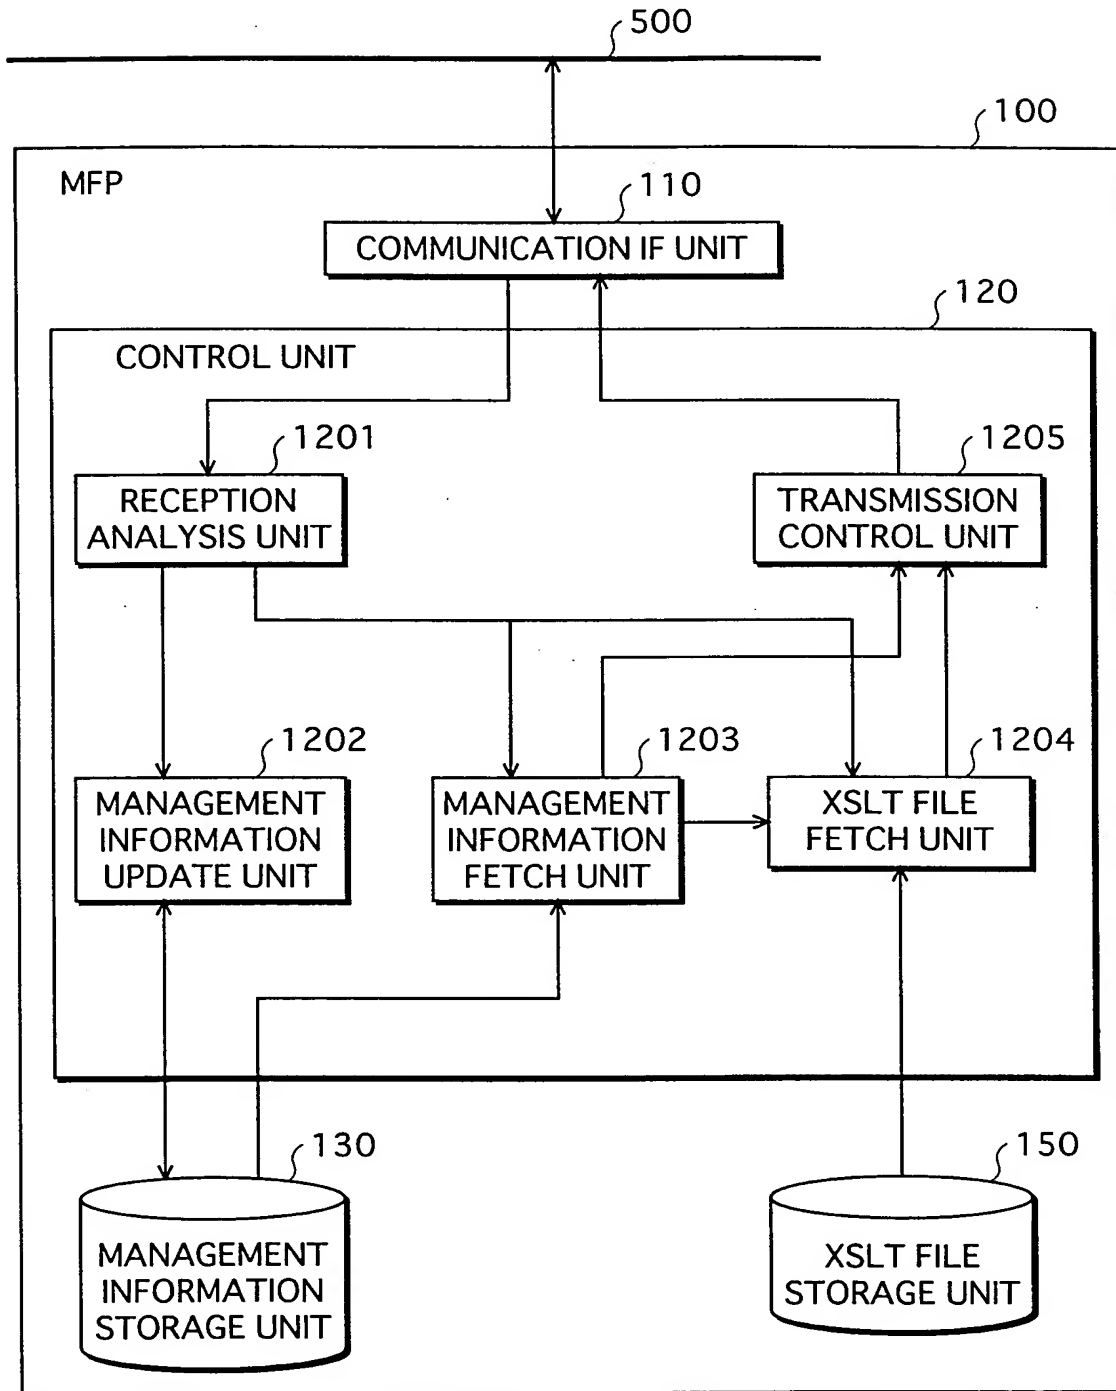 500
100
MFP
110
COMMUNICATION IF UNIT
120
CONTROL UNIT
1201
RECEPTION
ANALYSIS UNIT
1205
TRANSMISSION
CONTROL UNIT
1202
MANAGEMENT
INFORMATION
UPDATE UNIT
1203
MANAGEMENT
INFORMATION
FETCH UNIT
1204
XSLT FILE
FETCH UNIT
130
MANAGEMENT
INFORMATION
STORAGE UNIT
150
XSLT FILE
STORAGE UNIT